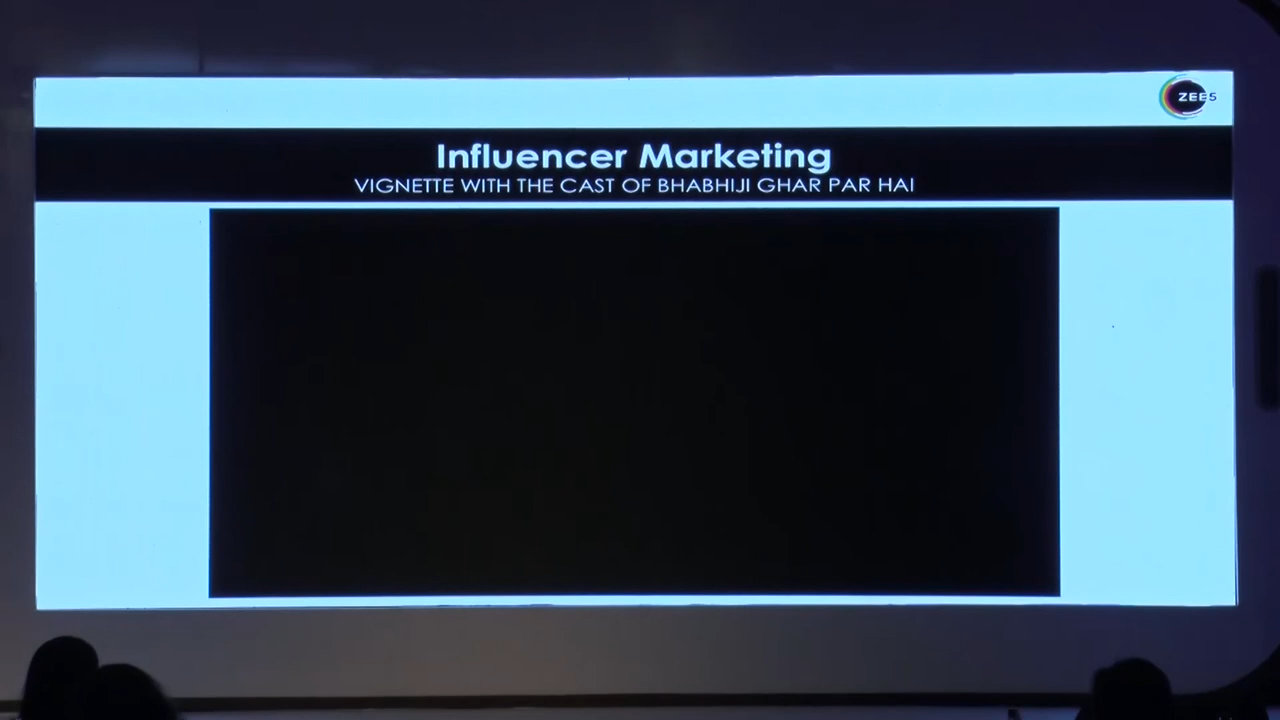 ZEE5
Influencer Marketing
VIGNETTE WITH THE CAST OF BHABHIJI GHAR PAR HAI